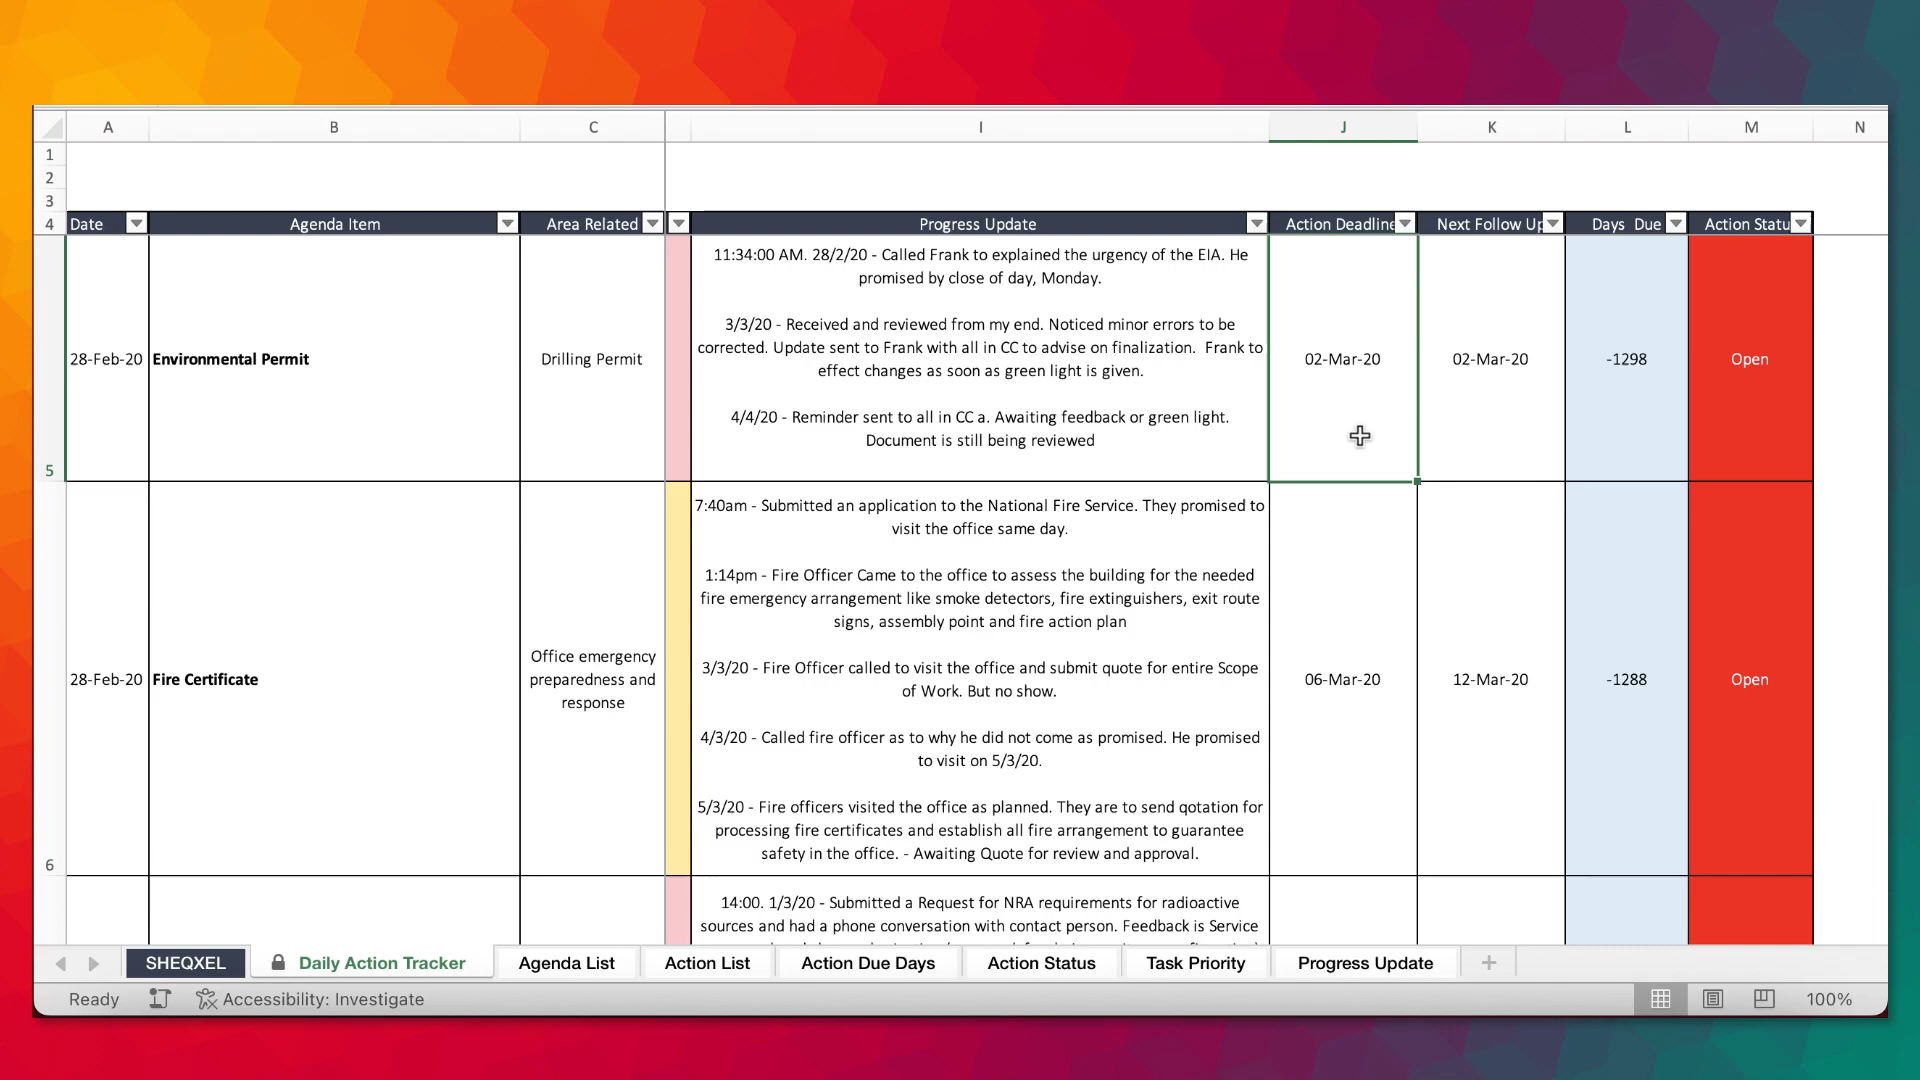 A B C I J K L M N
1
2
3
4 Date Agenda Item Area Related Progress Update Action Deadline Next Follow Up Days Due Action Statu
11:34:00 AM. 28/2/20 - Called Frank to explained the urgency of the EIA. He
promised by close of day, Monday.
3/3/20 - Received and reviewed from my end. Noticed minor errors to be
corrected. Update sent to Frank with all in CC to advise on finalization. Frank to
effect changes as soon as green light is given.
4/4/20 - Reminder sent to all in CC a. Awaiting feedback or green light.
Document is still being reviewed
28-Feb-20 Environmental Permit Drilling Permit 02-Mar-20 02-Mar-20 -1298 Open
5
7:40am - Submitted an application to the National Fire Service. They promised to
visit the office same day.
1:14pm - Fire Officer Came to the office to assess the building for the needed
fire emergency arrangement like smoke detectors, fire extinguishers, exit route
signs, assembly point and fire action plan
3/3/20 - Fire Officer called to visit the office and submit quote for entire Scope
of Work. But no show.
4/3/20 - Called fire officer as to why he did not come as promised. He promised
to visit on 5/3/20.
5/3/20 - Fire officers visited the office as planned. They are to send qotation for
processing fire certificates and establish all fire arrangement to guarantee
safety in the office. - Awaiting Quote for review and approval.
28-Feb-20 Fire Certificate
Office emergency
preparedness and
response
06-Mar-20 12-Mar-20 -1288 Open
6
14:00. 1/3/20 - Submitted a Request for NRA requirements for radioactive
sources and had a phone conversation with contact person. Feedback is Service
SHEQXEL Daily Action Tracker Agenda List Action List Action Due Days Action Status Task Priority Progress Update
Ready Accessibility: Investigate 100%